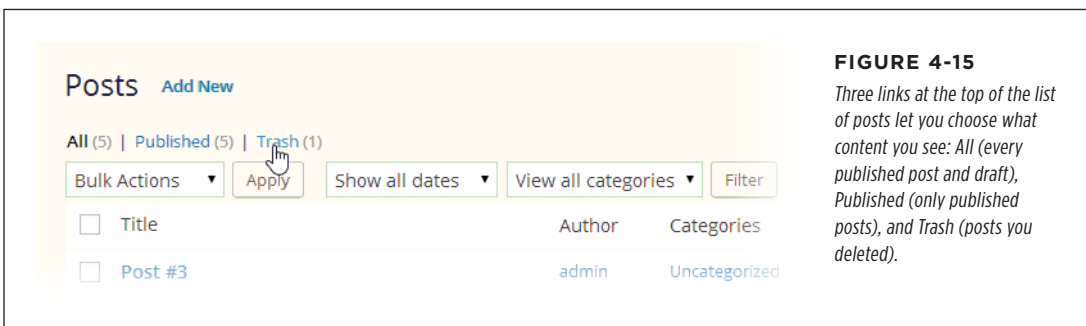 Posts Add New
All (5) | Published (5) | Trash (1)
Bulk Actions ▼ Apply Show all dates ▼ View all categories ▼ Filter
Title Author Categories
Post #3 admin Uncategorized
FIGURE 4-15
Three links at the top of the list
of posts let you choose what
content you see: All (every
published post and draft),
Published (only published
posts), and Trash (posts you
deleted).